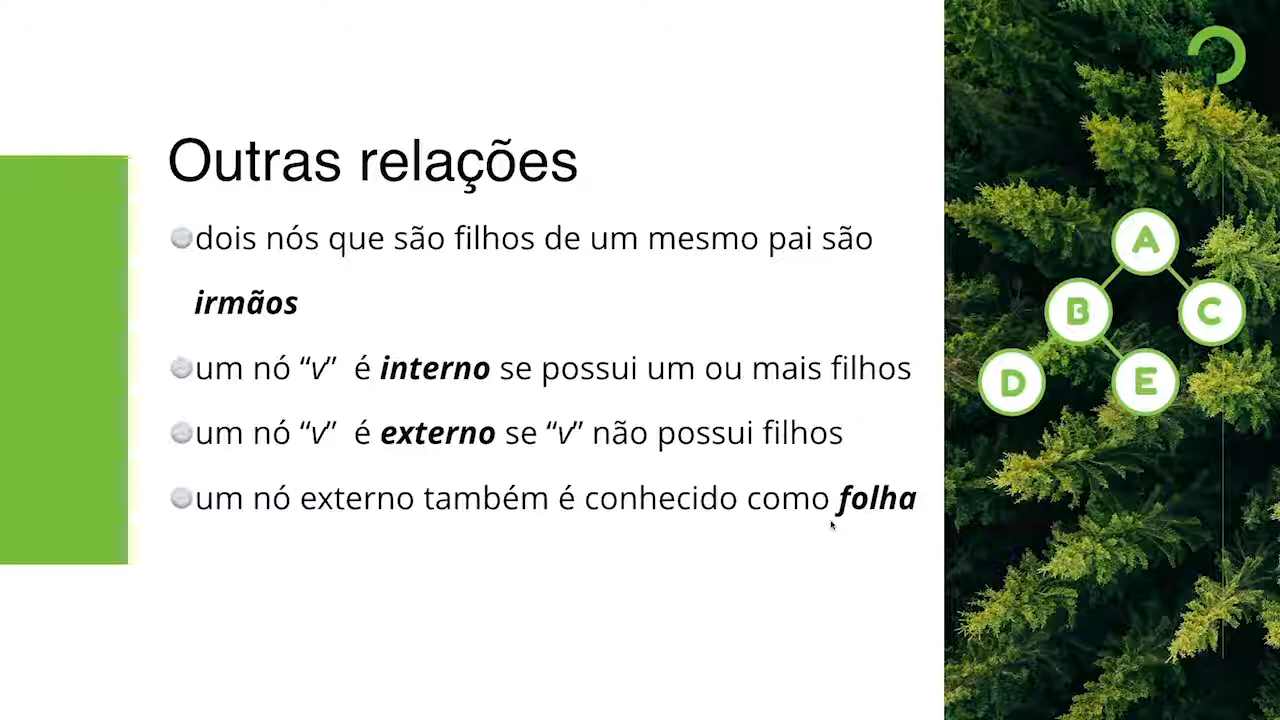 Outras relações
dois nós que são filhos de um mesmo pai são
irmãos
um nó “v” é interno se possui um ou mais filhos
um nó “v” é externo se “v” não possui filhos
um nó externo também é conhecido como folha
A
B
C
D
E